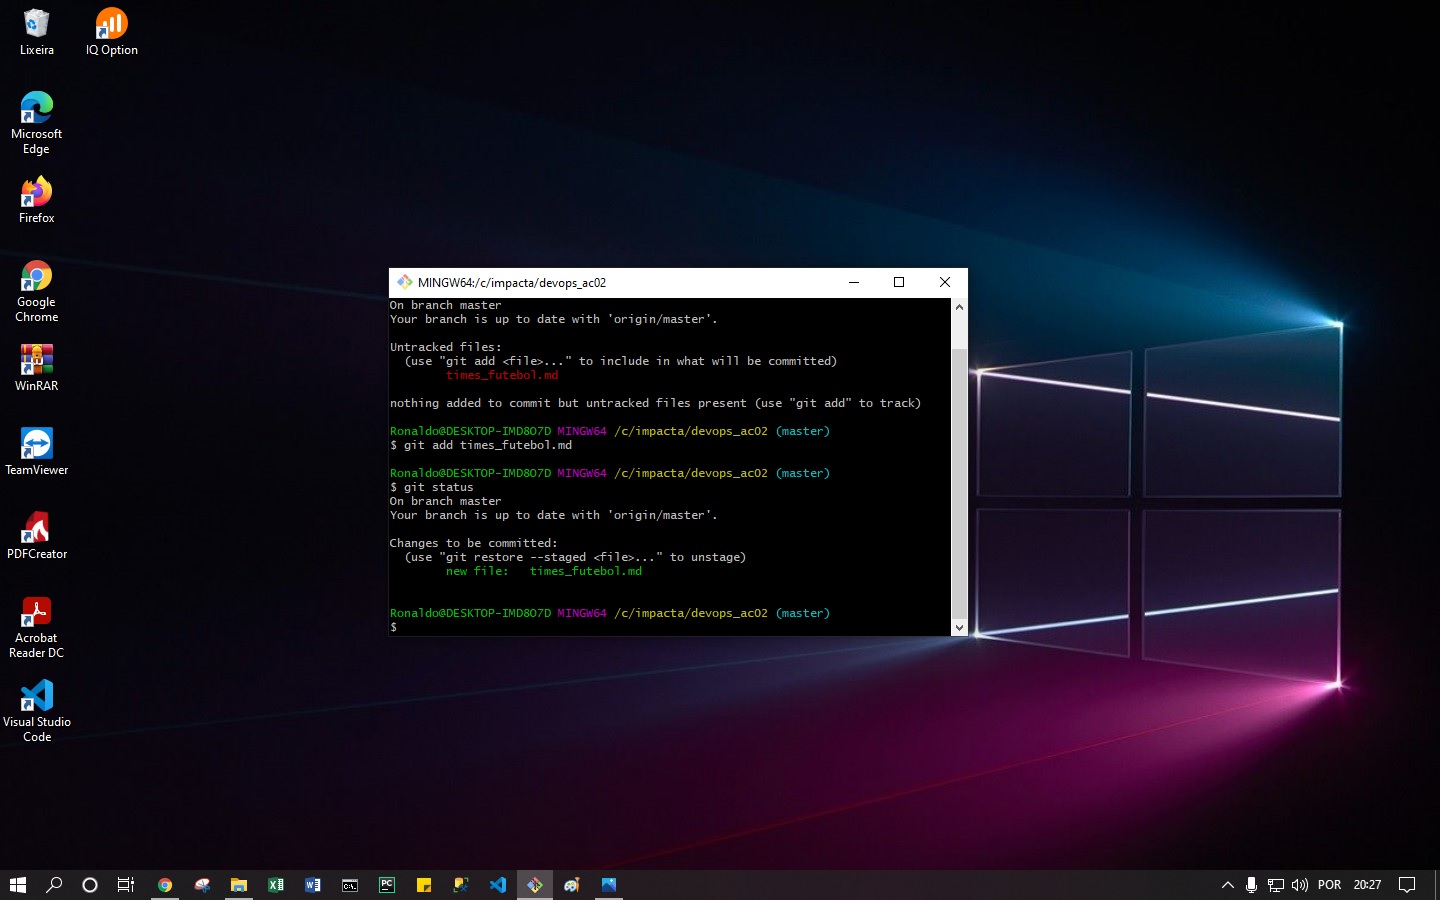 Lixeira
IQ Option
Microsoft
Edge
Firefox
Google
Chrome
WinRAR
TeamViewer
PDFCreator
Acrobat
Reader DC
Visual Studio
Code
MINGW64:/c/impacta/devops_ac02
On branch master
Your branch is up to date with 'origin/master'.
Untracked files:
(use "git add <file>..." to include in what will be committed)
times_futebol.md
nothing added to commit but untracked files present (use "git add" to track)
Ronaldo@DESKTOP-IMD8O7D MINGW64 /c/impacta/devops_ac02 (master)
$ git add times_futebol.md
Ronaldo@DESKTOP-IMD8O7D MINGW64 /c/impacta/devops_ac02 (master)
$ git status
On branch master
Your branch is up to date with 'origin/master'.
Changes to be committed:
(use "git restore --staged <file>..." to unstage)
new file:   times_futebol.md
Ronaldo@DESKTOP-IMD8O7D MINGW64 /c/impacta/devops_ac02 (master)
$
PC
POR
20:27